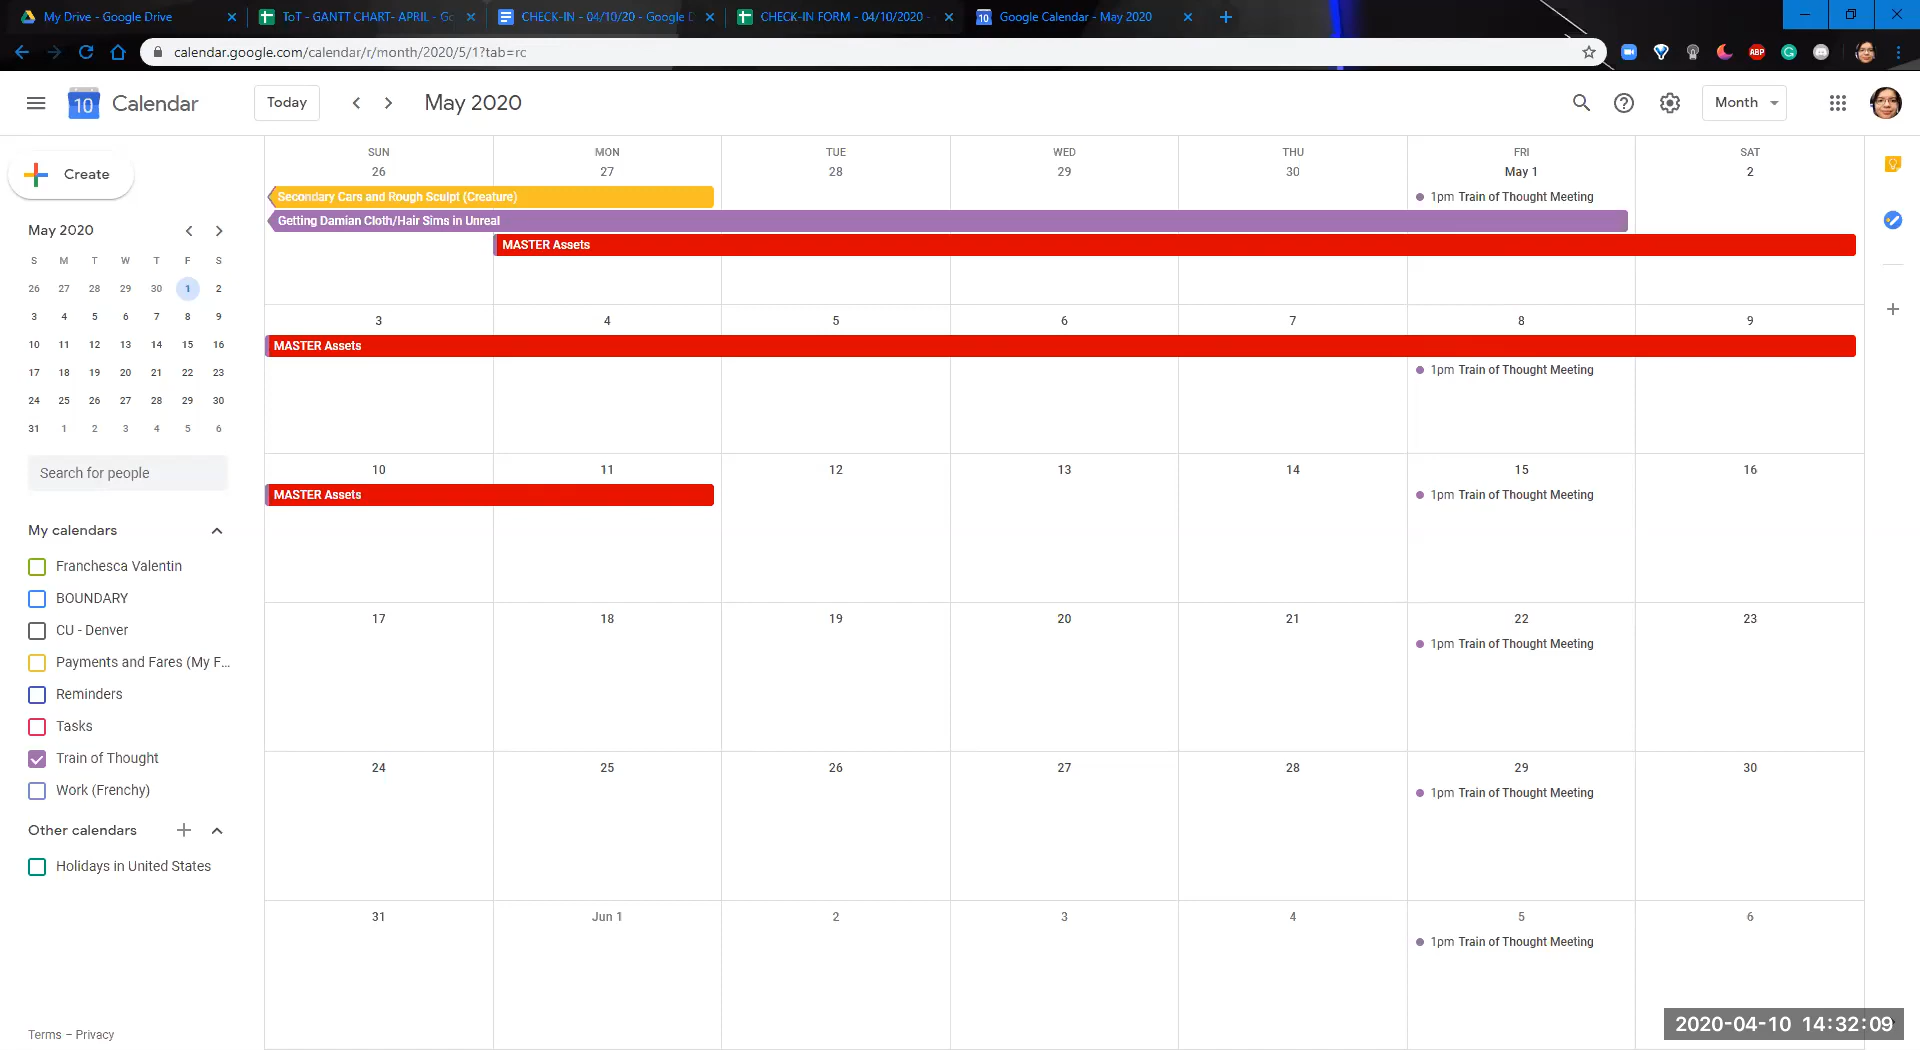 My Drive - Google Drive
ToT - GANTT CHART- APRIL - Go
CHECK-IN - 04/10/20 - Google D
CHECK-IN FORM - 04/10/2020 -
Google Calendar - May 2020
calendar.google.com/calendar/r/month/2020/5/1?tab=rc
ABP
10 Calendar
Today
May 2020
Month
Create
May 2020
S M T W T F S
26 27 28 29 30 1 2
3 4 5 6 7 8 9
10 11 12 13 14 15 16
17 18 19 20 21 22 23
24 25 26 27 28 29 30
31 1 2 3 4 5 6
Search for people
My calendars
Franchesca Valentin
BOUNDARY
CU - Denver
Payments and Fares (My F...
Reminders
Tasks
Train of Thought
Work (Frenchy)
Other calendars
Holidays in United States
Terms – Privacy
SUN MON TUE WED THU FRI SAT
26 27 28 29 30 May 1 2
Secondary Cars and Rough Sculpt (Creature)
1pm Train of Thought Meeting
Getting Damian Cloth/Hair Sims in Unreal
MASTER Assets
3 4 5 6 7 8 9
MASTER Assets
1pm Train of Thought Meeting
10 11 12 13 14 15 16
MASTER Assets
1pm Train of Thought Meeting
17 18 19 20 21 22 23
1pm Train of Thought Meeting
24 25 26 27 28 29 30
1pm Train of Thought Meeting
31 Jun 1 2 3 4 5 6
1pm Train of Thought Meeting
2020-04-10 14:32:09